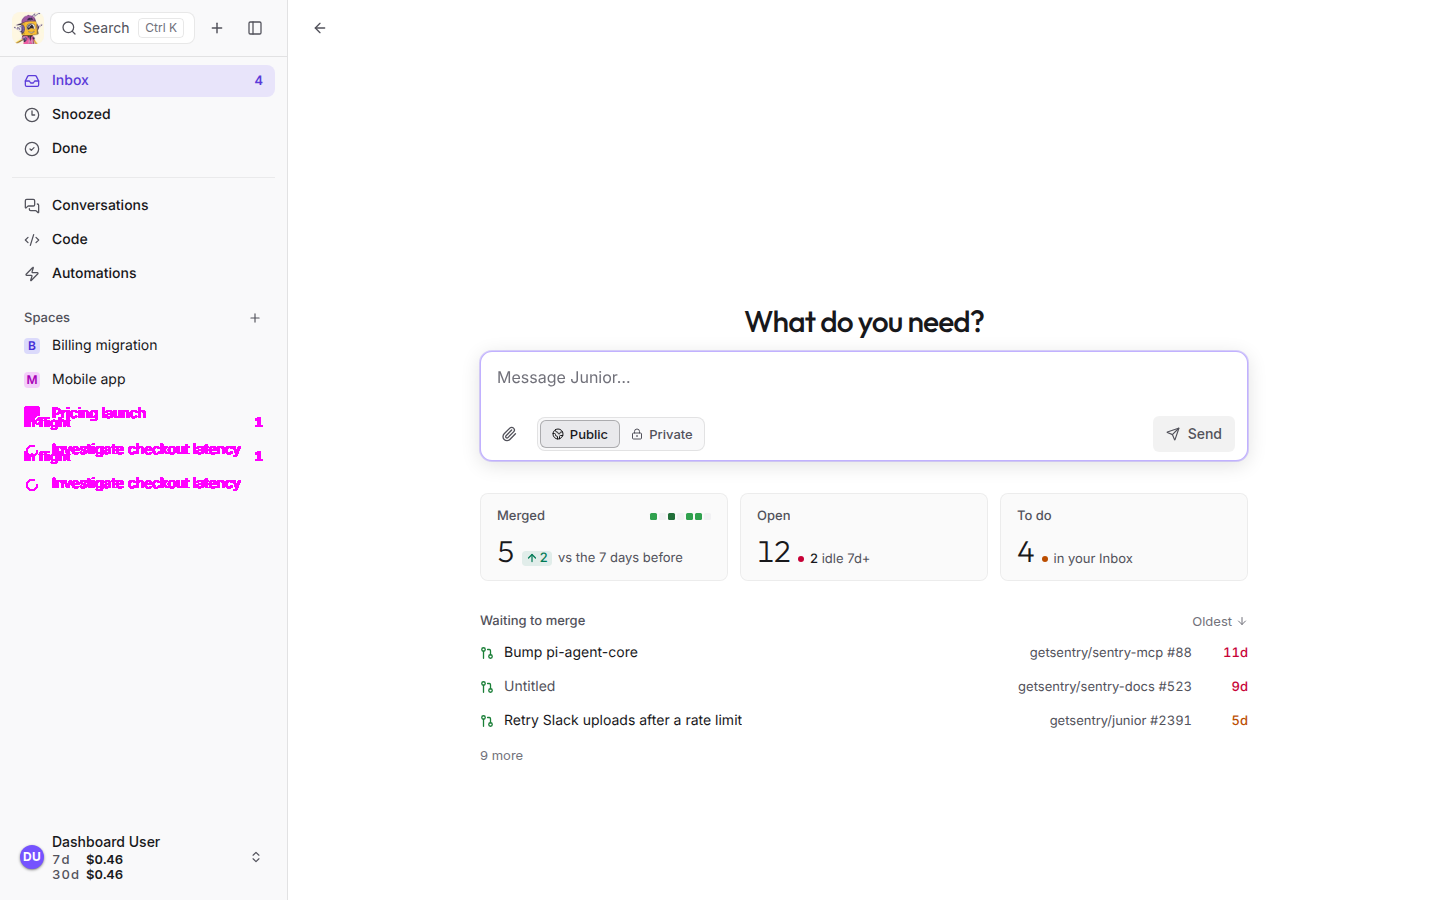 Search Ctrl K
Inbox 4
Snoozed
Done
Conversations
Code
Automations
Spaces
B Billing migration
M Mobile app
Pricing launch
In flight 1
Investigate checkout latency
In flight 1
Investigate checkout latency
DU Dashboard User
7d $0.46
30d $0.46
What do you need?
Message Junior...
Public Private Send
Merged
5 2 vs the 7 days before
Open
12 2 idle 7d+
To do
4 in your Inbox
Waiting to merge Oldest
Bump pi-agent-core getsentry/sentry-mcp #88 11d
Untitled getsentry/sentry-docs #523 9d
Retry Slack uploads after a rate limit getsentry/junior #2391 5d
9 more